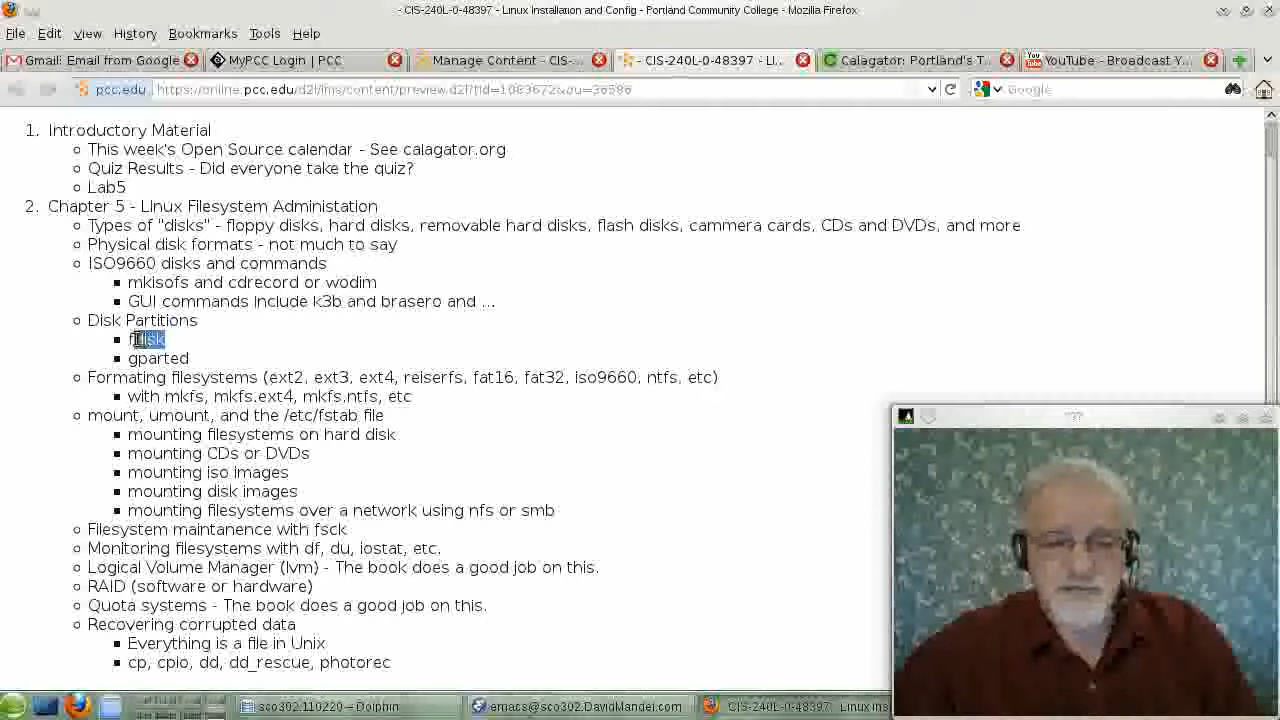 - CIS-240L-0-48397 - Linux Installation and Config - Portland Community College - Mozilla Firefox
File Edit View History Bookmarks Tools Help
Gmail: Email from Google MyPCC Login | PCC Manage Content - CIS-... - CIS-240L-0-48397 - LI... Calagator: Portland's T... YouTube - Broadcast Y...
pcc.edu Google
1. Introductory Material
This week's Open Source calendar - See calagator.org
Quiz Results - Did everyone take the quiz?
Lab5
2. Chapter 5 - Linux Filesystem Administation
Types of "disks" - floppy disks, hard disks, removable hard disks, flash disks, cammera cards, CDs and DVDs, and more
Physical disk formats - not much to say
ISO9660 disks and commands
mkisofs and cdrecord or wodim
GUI commands include k3b and brasero and ...
Disk Partitions
fdisk
gparted
Formating filesystems (ext2, ext3, ext4, reiserfs, fat16, fat32, iso9660, ntfs, etc)
with mkfs, mkfs.ext4, mkfs.ntfs, etc
mount, umount, and the /etc/fstab file
mounting filesystems on hard disk
mounting CDs or DVDs
mounting iso images
mounting disk images
mounting filesystems over a network using nfs or smb
Filesystem maintanence with fsck
Monitoring filesystems with df, du, iostat, etc.
Logical Volume Manager (lvm) - The book does a good job on this.
RAID (software or hardware)
Quota systems - The book does a good job on this.
Recovering corrupted data
Everything is a file in Unix
cp, cpio, dd, dd_rescue, photorec
sco302.110220 - Dolphin emacs@sco302.DavidMandel.com CIS-240L-0-48397